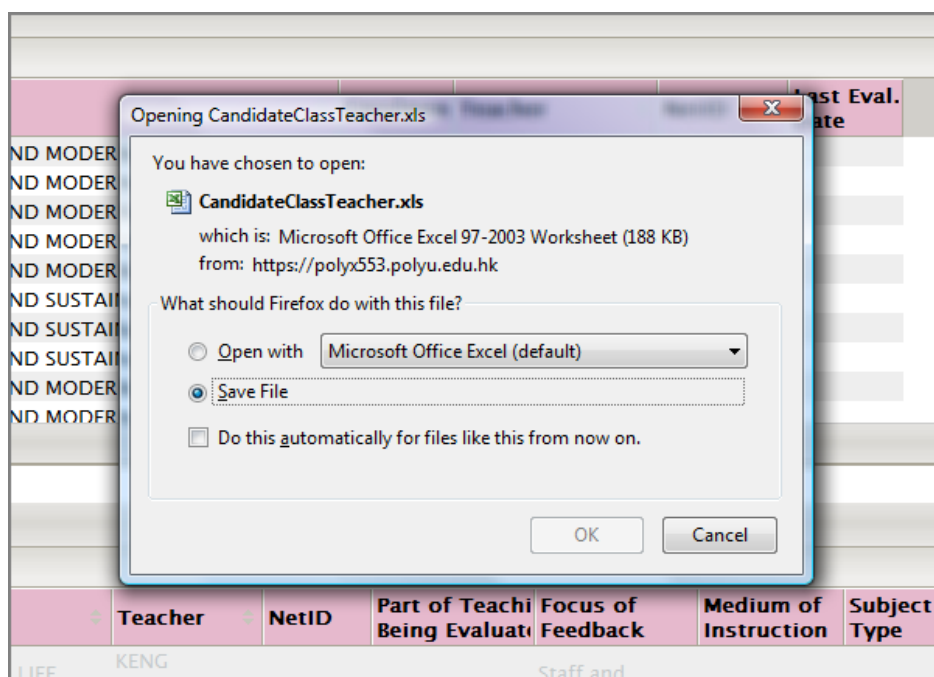 Last Eval.
Date
Opening CandidateClassTeacher.xls
You have chosen to open:
CandidateClassTeacher.xls
which is: Microsoft Office Excel 97-2003 Worksheet (188 KB)
from: https://polyx553.polyu.edu.hk
What should Firefox do with this file?
Open with Microsoft Office Excel (default)
Save File
Do this automatically for files like this from now on.
OK Cancel
ND MODER
ND MODER
ND MODER
ND MODER
ND MODER
ND SUSTAI
ND SUSTAI
ND SUSTAI
ND MODER
ND MODER
Teacher NetID Part of Teachi Focus of Medium of Subject
Being Evaluat Feedback Instruction Type
KENG
LIFE Staff and